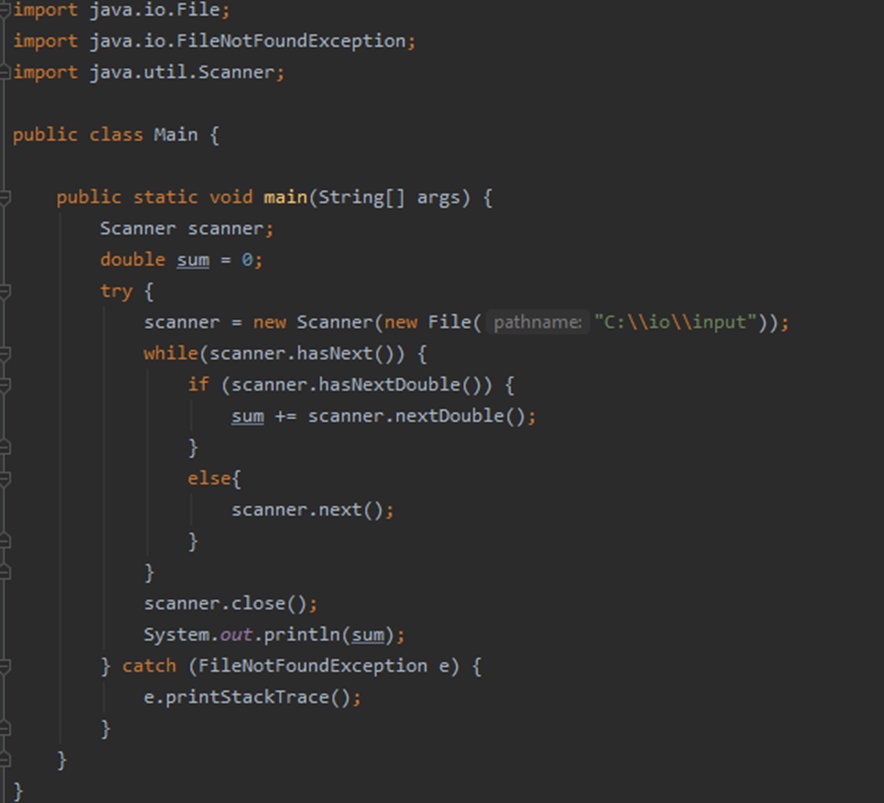 import java.io.File;
import java.io.FileNotFoundException;
import java.util.Scanner;

public class Main {

    public static void main(String[] args) {
        Scanner scanner;
        double sum = 0;
        try {
            scanner = new Scanner(new File( pathname: "C:\\io\\input"));
            while(scanner.hasNext()) {
                if (scanner.hasNextDouble()) {
                    sum += scanner.nextDouble();
                }
                else{
                    scanner.next();
                }
            }
            scanner.close();
            System.out.println(sum);
        } catch (FileNotFoundException e) {
            e.printStackTrace();
        }
    }
}